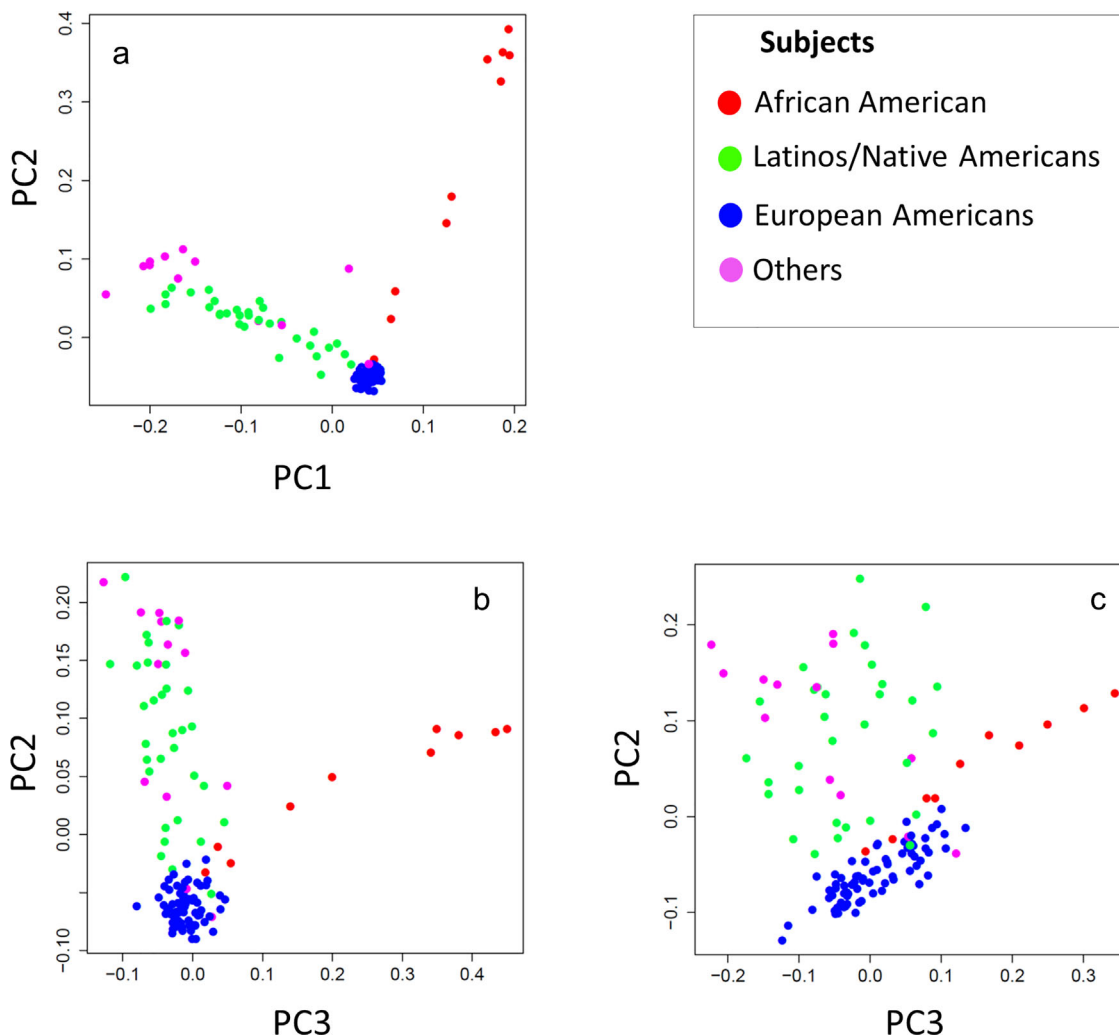 a
0.4
0.3
0.2
0.1
0.0
PC2
−0.2 −0.1 0.0 0.1 0.2
PC1
Subjects
African American
Latinos/Native Americans
European Americans
Others
b
0.20
0.15
0.10
0.05
0.00
−0.10
PC2
−0.1 0.0 0.1 0.2 0.3 0.4
PC3
c
0.2
0.1
0.0
−0.1
PC2
−0.2 −0.1 0.0 0.1 0.2 0.3
PC3